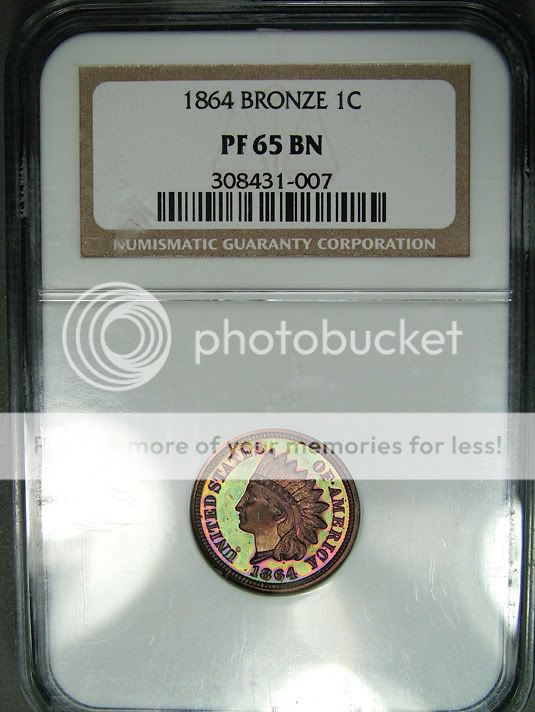 1864 BRONZE 1C
PF 65 BN
308431-007
NUMISMATIC GUARANTY CORPORATION
photobucket
more of your memories for less!
UNITED STATES OF AMERICA
1864